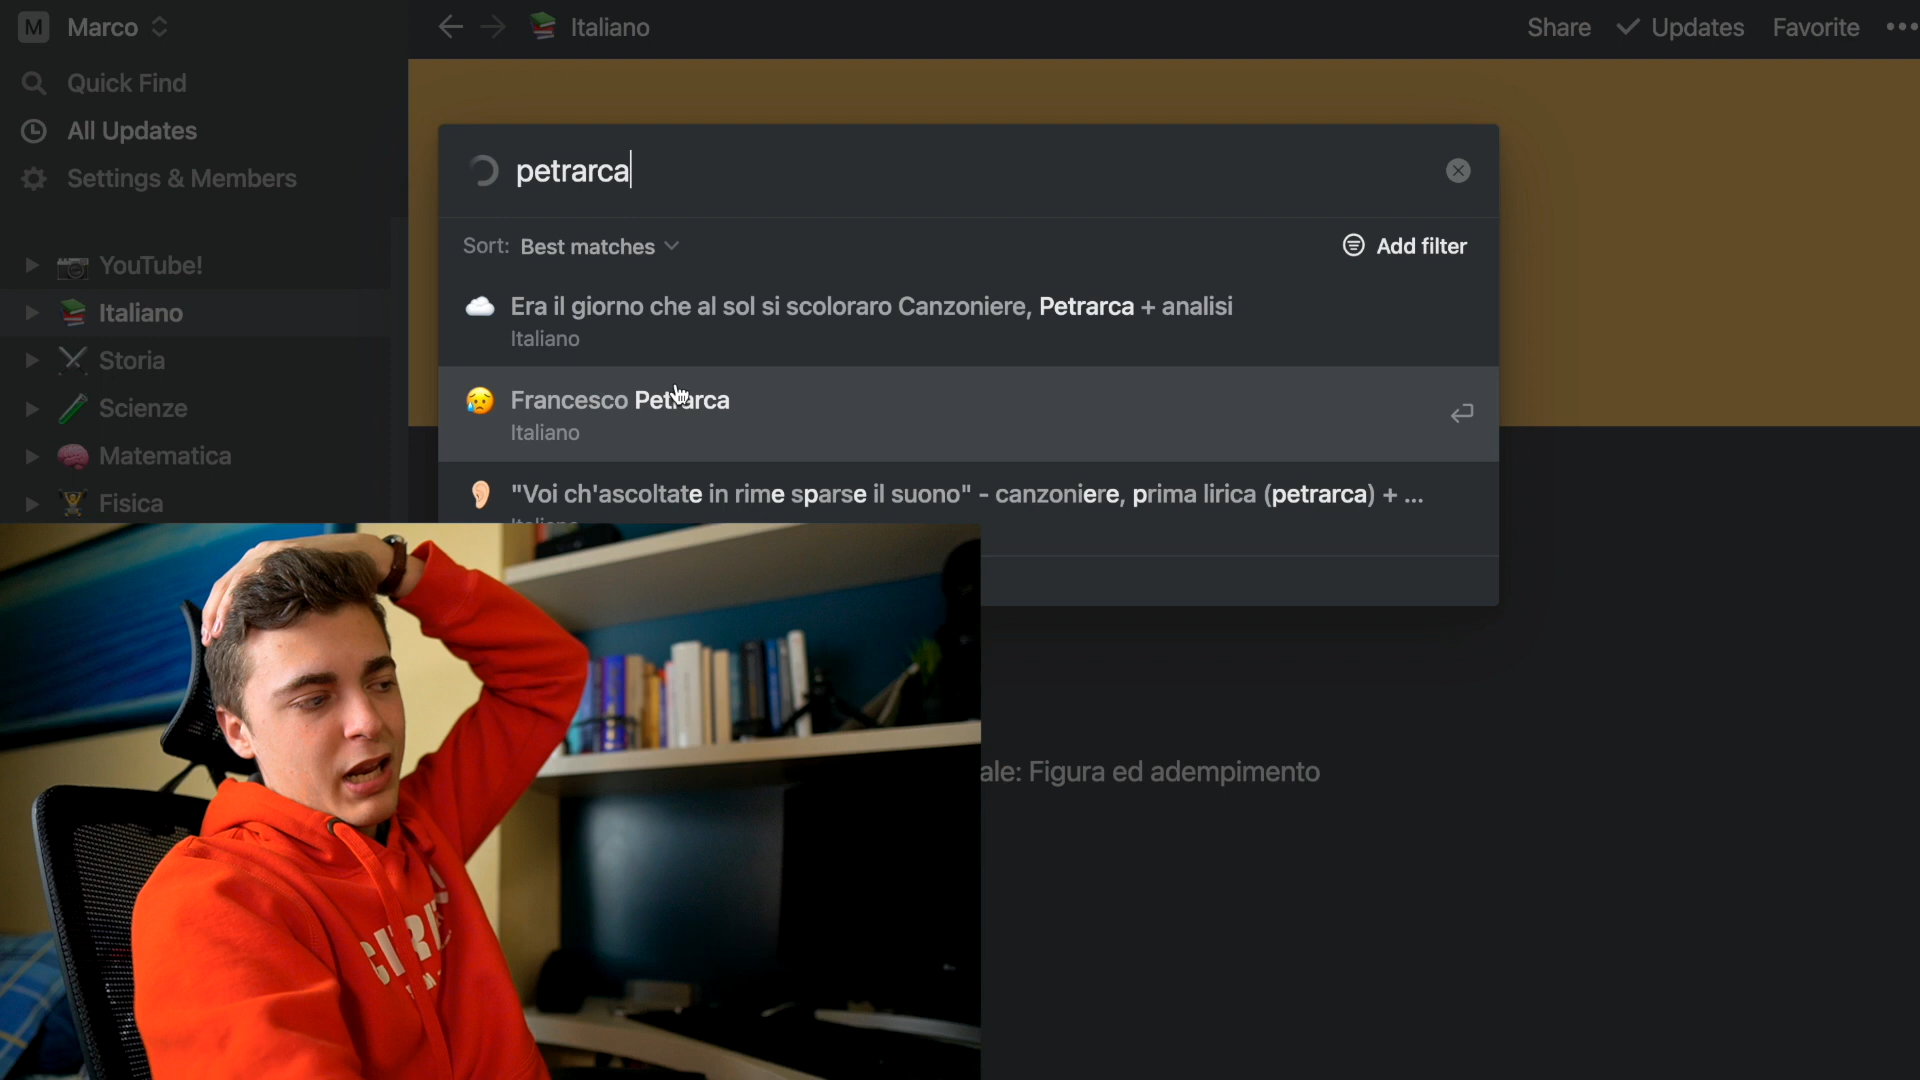 M Marco
Italiano
Share Updates Favorite
Quick Find
All Updates
Settings & Members
YouTube!
Italiano
Storia
Scienze
Matematica
Fisica
petrarca
Sort: Best matches
Add filter
Era il giorno che al sol si scoloraro Canzoniere, Petrarca + analisi
Italiano
Francesco Petrarca
Italiano
"Voi ch'ascoltate in rime sparse il suono" - canzoniere, prima lirica (petrarca) + ...
Italiano
ale: Figura ed adempimento